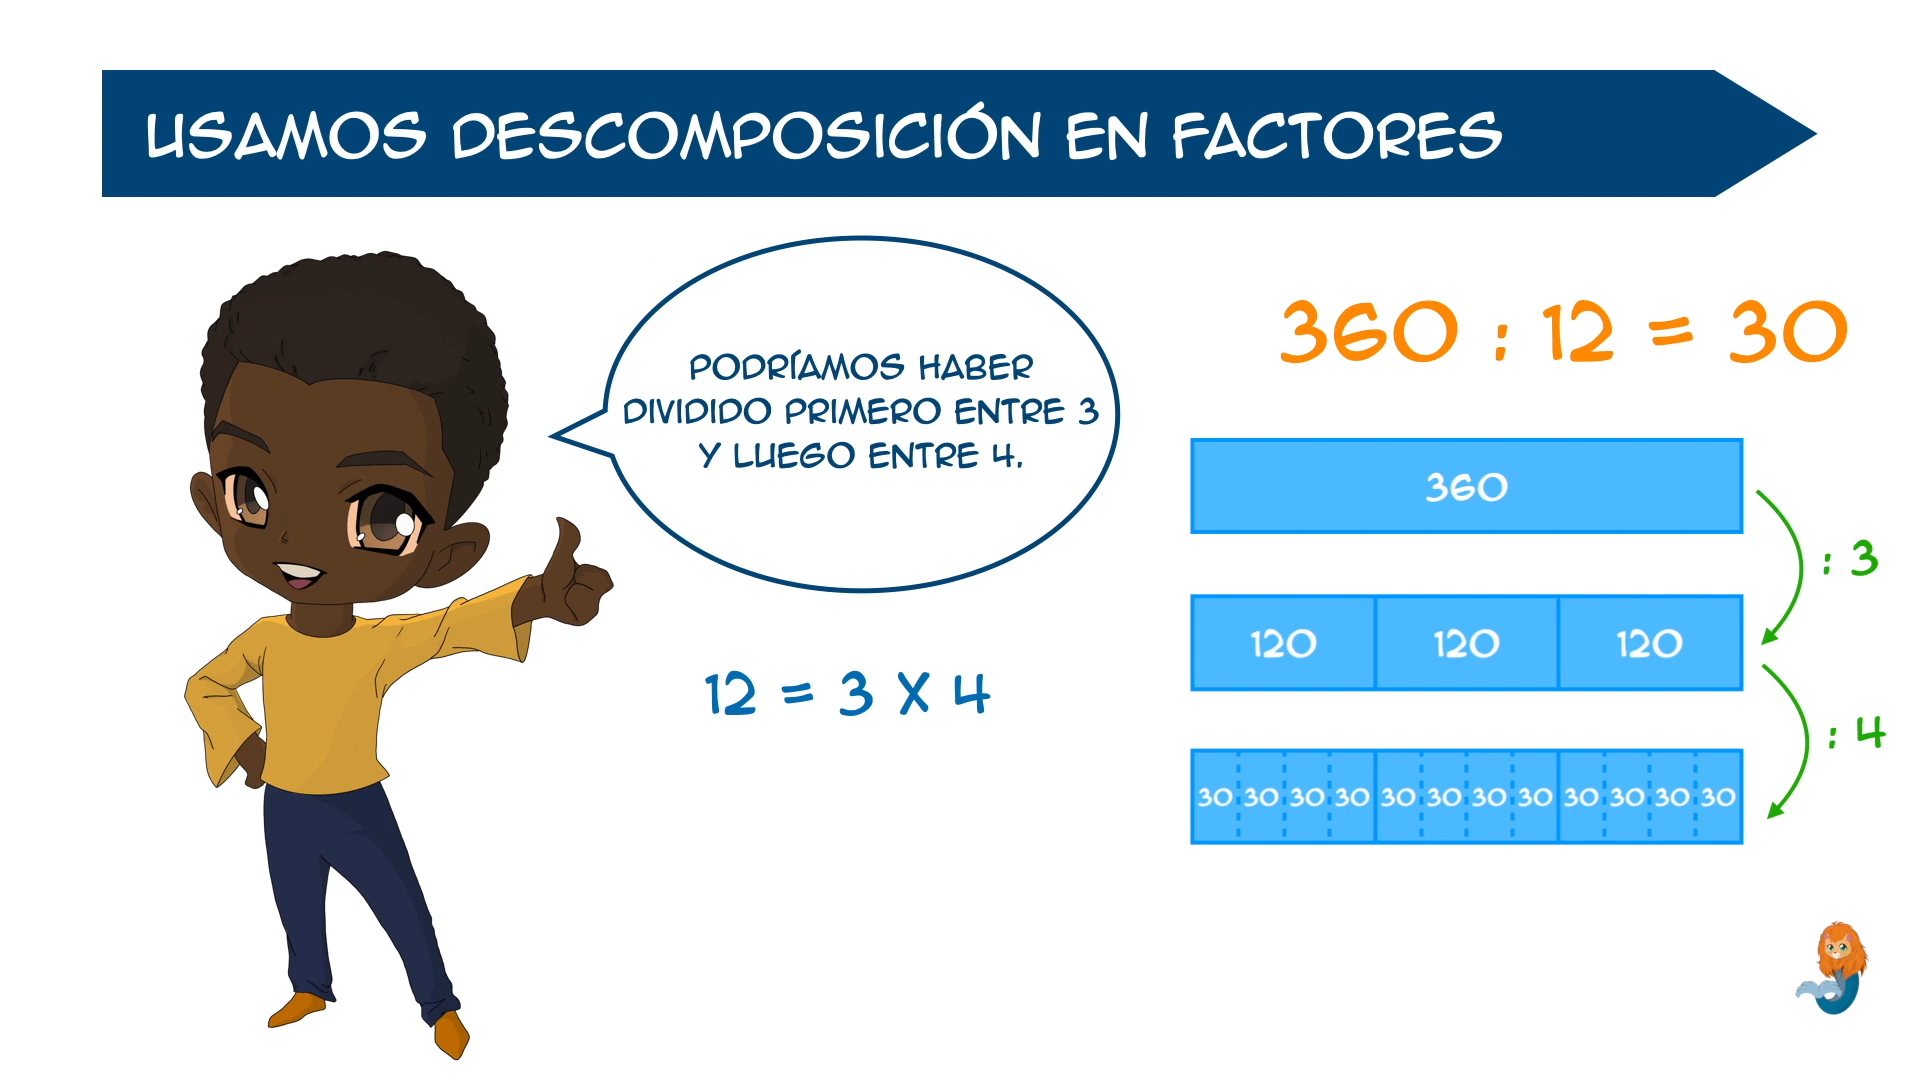 USAMOS DESCOMPOSICIÓN EN FACTORES
PODRÍAMOS HABER
DIVIDIDO PRIMERO ENTRE 3
Y LUEGO ENTRE 4.
12 = 3 X 4
360 : 12 = 30
360
: 3
120 120 120
: 4
30 30 30 30 30 30 30 30 30 30 30 30